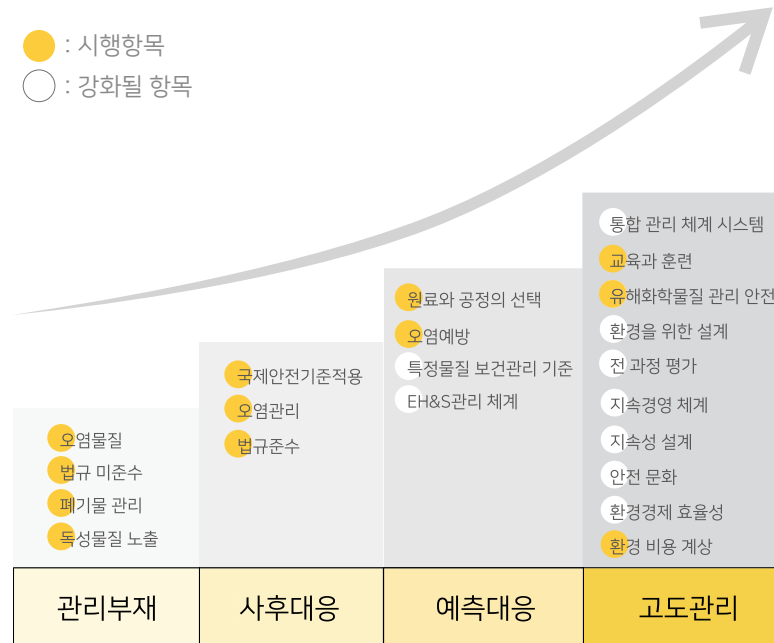 : 시행항목
: 강화될 항목
오염물질
법규 미준수
폐기물 관리
독성물질 노출
관리부재
국제안전기준적용
오염관리
법규준수
사후대응
원료와 공정의 선택
오염예방
특정물질 보건관리 기준
EH&S관리 체계
예측대응
통합 관리 체계 시스템
교육과 훈련
유해화학물질 관리 안전
환경을 위한 설계
전 과정 평가
지속경영 체계
지속성 설계
안전 문화
환경경제 효율성
환경 비용 계상
고도관리